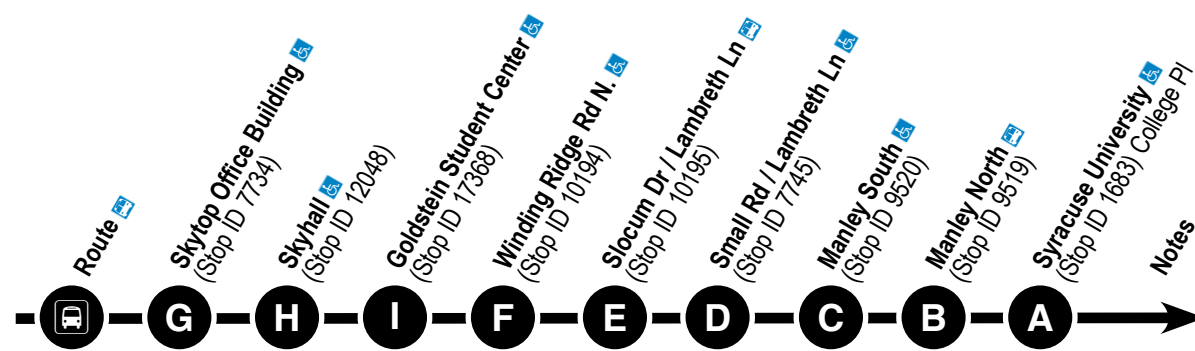 Route
Skytop Office Building
(Stop ID 7734)
Skyhall
(Stop ID 12048)
Goldstein Student Center
(Stop ID 17368)
Winding Ridge Rd N.
(Stop ID 10194)
Slocum Dr / Lambreth Ln
(Stop ID 10195)
Small Rd / Lambreth Ln
(Stop ID 7745)
Manley South
(Stop ID 9520)
Manley North
(Stop ID 9519)
Syracuse University
(Stop ID 1683) College Pl
Notes
G H I F E D C B A